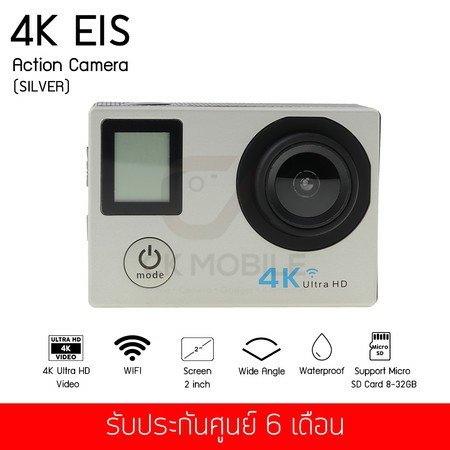 4K EIS
Action Camera
(SILVER)
K MOBILE
mode
4K Ultra HD
ULTRA HD
4K
VIDEO
4K Ultra HD
Video
WIFI
2"
Screen
2 inch
Wide Angle
Waterproof
Micro
SD
Support Micro
SD Card 8-32GB
รับประกันศูนย์ 6 เดือน